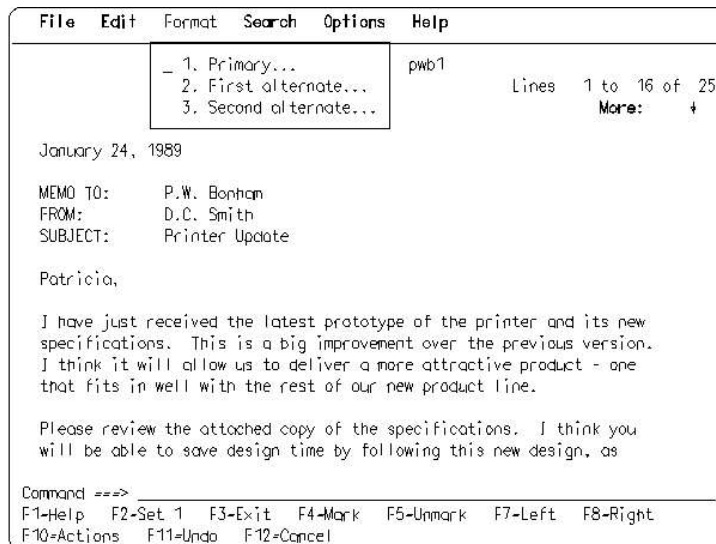 File Edit Format Search Options Help
_ 1. Primary... pwb1
2. First alternate... Lines 1 to 16 of 25
3. Second alternate... More: ↓
January 24, 1989
MEMO TO: P.W. Bonham
FROM: D.C. Smith
SUBJECT: Printer Update
Patricia,
I have just received the latest prototype of the printer and its new
specifications. This is a big improvement over the previous version.
I think it will allow us to deliver a more attractive product - one
that fits in well with the rest of our new product line.
Please review the attached copy of the specifications. I think you
will be able to save design time by following this new design, as
Command ===> ____________________
F1=Help F2=Set 1 F3=Exit F4=Mark F5=Unmark F7=Left F8=Right
F10=Actions F11=Undo F12=Cancel